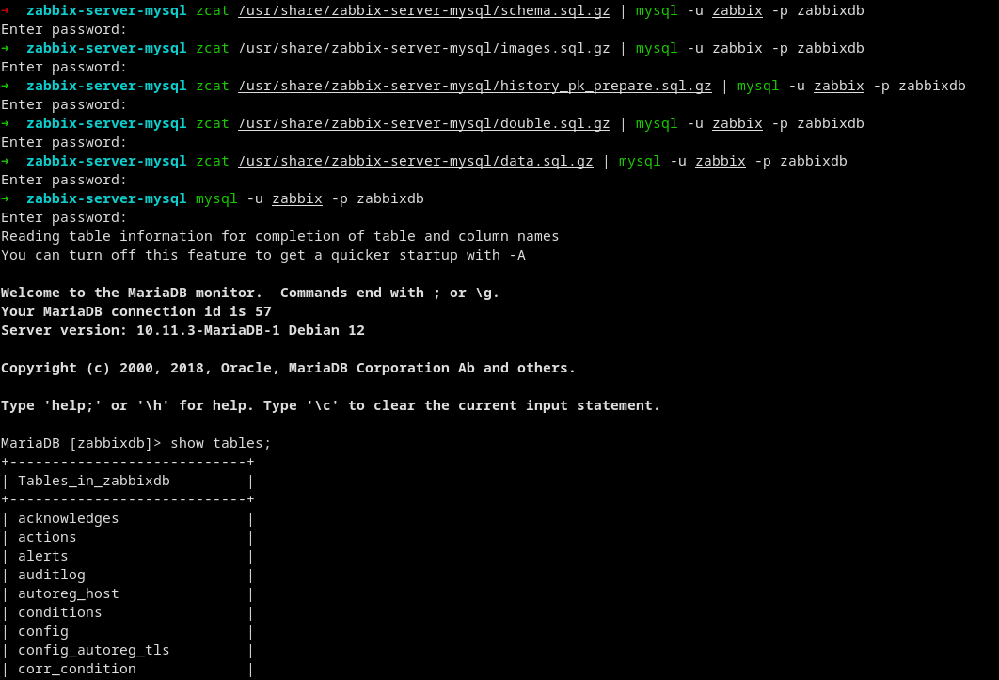 ➜  zabbix-server-mysql zcat /usr/share/zabbix-server-mysql/schema.sql.gz | mysql -u zabbix -p zabbixdb
Enter password:
➜  zabbix-server-mysql zcat /usr/share/zabbix-server-mysql/images.sql.gz | mysql -u zabbix -p zabbixdb
Enter password:
➜  zabbix-server-mysql zcat /usr/share/zabbix-server-mysql/history_pk_prepare.sql.gz | mysql -u zabbix -p zabbixdb
Enter password:
➜  zabbix-server-mysql zcat /usr/share/zabbix-server-mysql/double.sql.gz | mysql -u zabbix -p zabbixdb
Enter password:
➜  zabbix-server-mysql zcat /usr/share/zabbix-server-mysql/data.sql.gz | mysql -u zabbix -p zabbixdb
Enter password:
➜  zabbix-server-mysql mysql -u zabbix -p zabbixdb
Enter password:
Reading table information for completion of table and column names
You can turn off this feature to get a quicker startup with -A

Welcome to the MariaDB monitor.  Commands end with ; or \g.
Your MariaDB connection id is 57
Server version: 10.11.3-MariaDB-1 Debian 12

Copyright (c) 2000, 2018, Oracle, MariaDB Corporation Ab and others.

Type 'help;' or '\h' for help. Type '\c' to clear the current input statement.

MariaDB [zabbixdb]> show tables;
+----------------------------+
| Tables_in_zabbixdb         |
+----------------------------+
| acknowledges               |
| actions                    |
| alerts                     |
| auditlog                   |
| autoreg_host               |
| conditions                 |
| config                     |
| config_autoreg_tls         |
| corr_condition             |